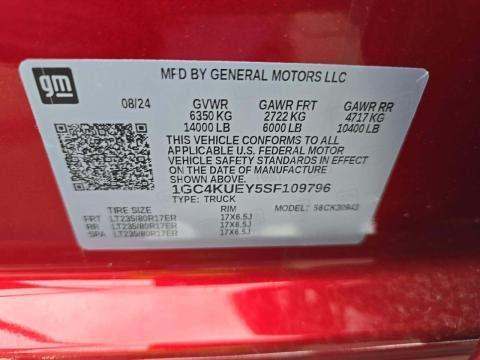 gm
MFD BY GENERAL MOTORS LLC
08/24 GVWR GAWR FRT GAWR RR
6350 KG 2722 KG 4717 KG
14000 LB 6000 LB 10400 LB
THIS VEHICLE CONFORMS TO ALL
APPLICABLE U.S. FEDERAL MOTOR
VEHICLE SAFETY STANDARDS IN EFFECT
ON THE DATE OF MANUFACTURE
SHOWN ABOVE.
1GC4KUEY5SF109796
TYPE: TRUCK MODEL:
TIRE SIZE RIM
FRT LT235/80R17ER 17X6.5J
RR LT235/80R17ER 17X6.5J
SPA LT235/80R17ER 17X6.5J